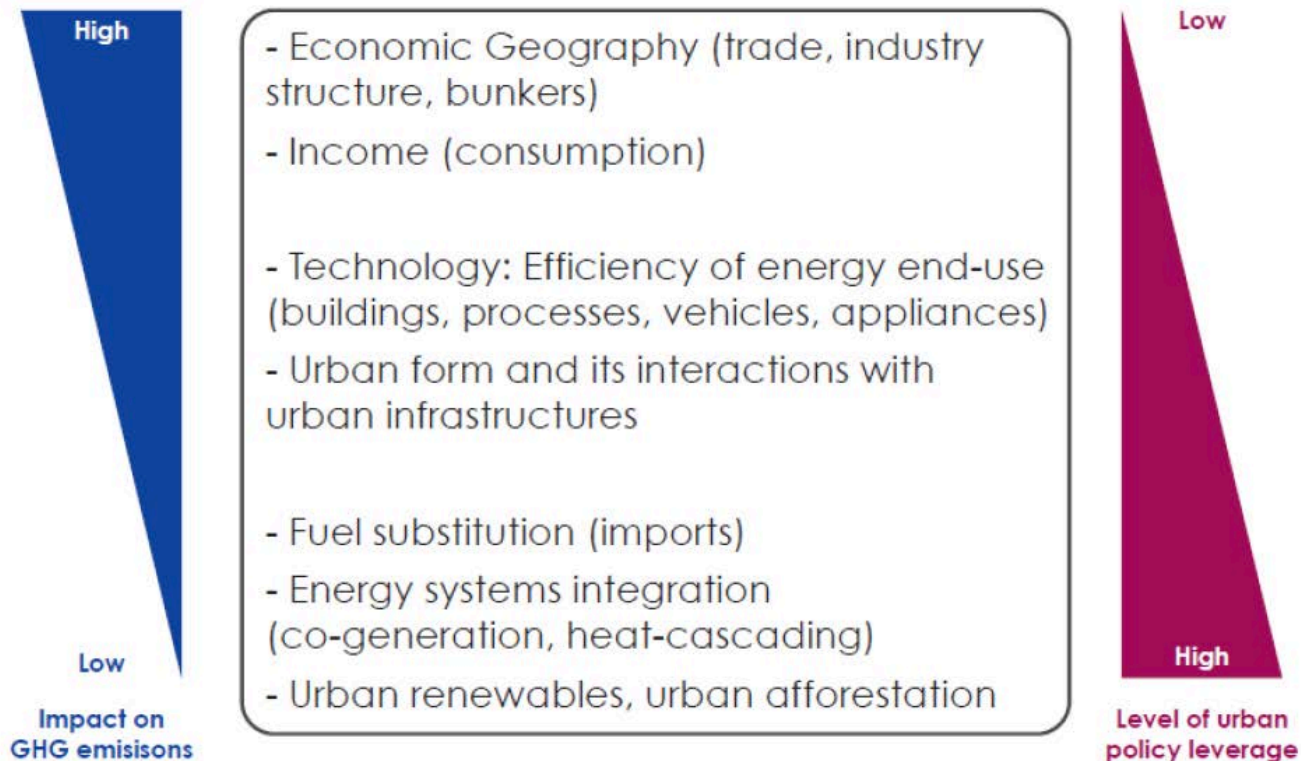 High
Low
Impact on
GHG emisisons
- Economic Geography (trade, industry
structure, bunkers)
- Income (consumption)
- Technology: Efficiency of energy end-use
(buildings, processes, vehicles, appliances)
- Urban form and its interactions with
urban infrastructures
- Fuel substitution (imports)
- Energy systems integration
(co-generation, heat-cascading)
- Urban renewables, urban afforestation
Low
High
Level of urban
policy leverage